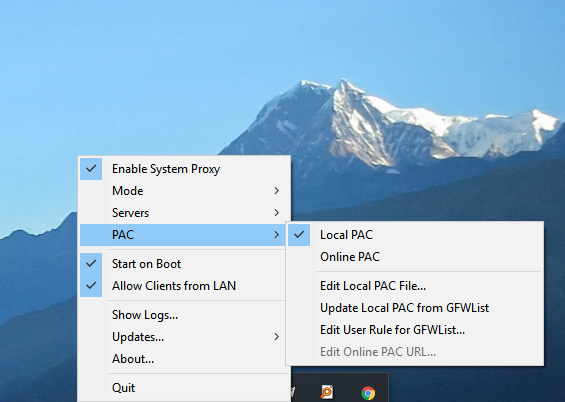 Enable System Proxy
Mode
Servers
PAC
Start on Boot
Allow Clients from LAN
Show Logs...
Updates...
About...
Quit
Local PAC
Online PAC
Edit Local PAC File...
Update Local PAC from GFWList
Edit User Rule for GFWList...
Edit Online PAC URL...